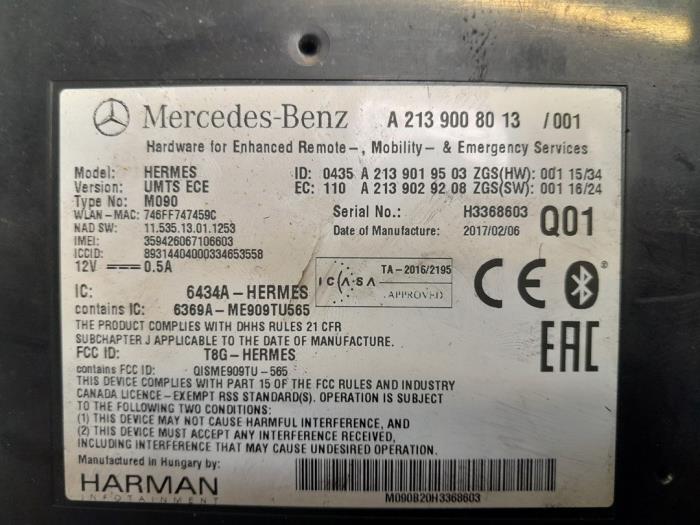 Mercedes-Benz A 213 900 80 13 /001
Hardware for Enhanced Remote-, Mobility- & Emergency Services
Model: HERMES ID: 0435 A 213 901 95 03 ZGS(HW): 001 15/34
Version: UMTS ECE EC: 110 A 213 902 92 08 ZGS(SW): 001 16/24
Type No: M090
WLAN-MAC: 746FF747459C Serial No.: H3368603 Q01
NAD SW: 11.535.13.01.1253 Date of Manufacture: 2017/02/06
IMEI: 359426067106603
ICCID: 89314404000334653558
12V 0.5A
ICASA TA-2016/2195
APPROVED
CE
IC: 6434A-HERMES
contains IC: 6369A-ME909TU565
THE PRODUCT COMPLIES WITH DHHS RULES 21 CFR
SUBCHAPTER J APPLICABLE TO THE DATE OF MANUFACTURE.
EAC
FCC ID: T8G-HERMES
contains FCC ID: QISME909TU-565
THIS DEVICE COMPLIES WITH PART 15 OF THE FCC RULES AND INDUSTRY
CANADA LICENCE-EXEMPT RSS STANDARD(S). OPERATION IS SUBJECT
TO THE FOLLOWING TWO CONDITIONS:
(1) THIS DEVICE MAY NOT CAUSE HARMFUL INTERFERENCE, AND
(2) THIS DEVICE MUST ACCEPT ANY INTERFERENCE RECEIVED,
INCLUDING INTERFERENCE THAT MAY CAUSE UNDESIRED OPERATION.
Manufactured in Hungary by:
HARMAN
INFOTAINMENT
M090B20H3368603